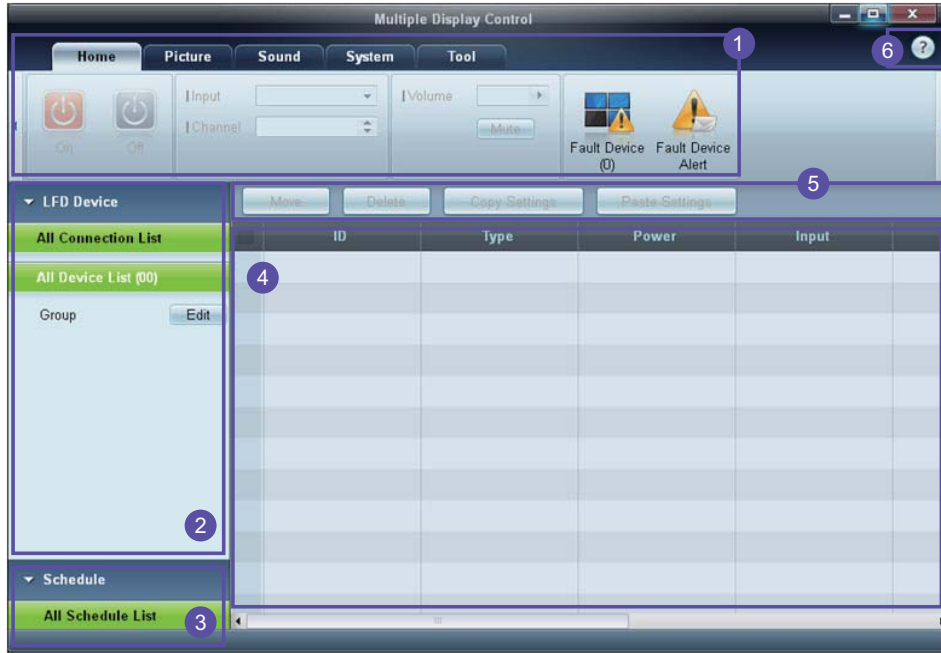 Multiple Display Control
Home Picture Sound System Tool
1
6
?
Input
Volume
Channel
Mute
On Off
Fault Device (0)
Fault Device Alert
5
LFD Device
Move Delete Copy Settings Paste Settings
All Connection List
ID Type Power Input
All Device List (00)
4
Group Edit
2
Schedule
All Schedule List
3